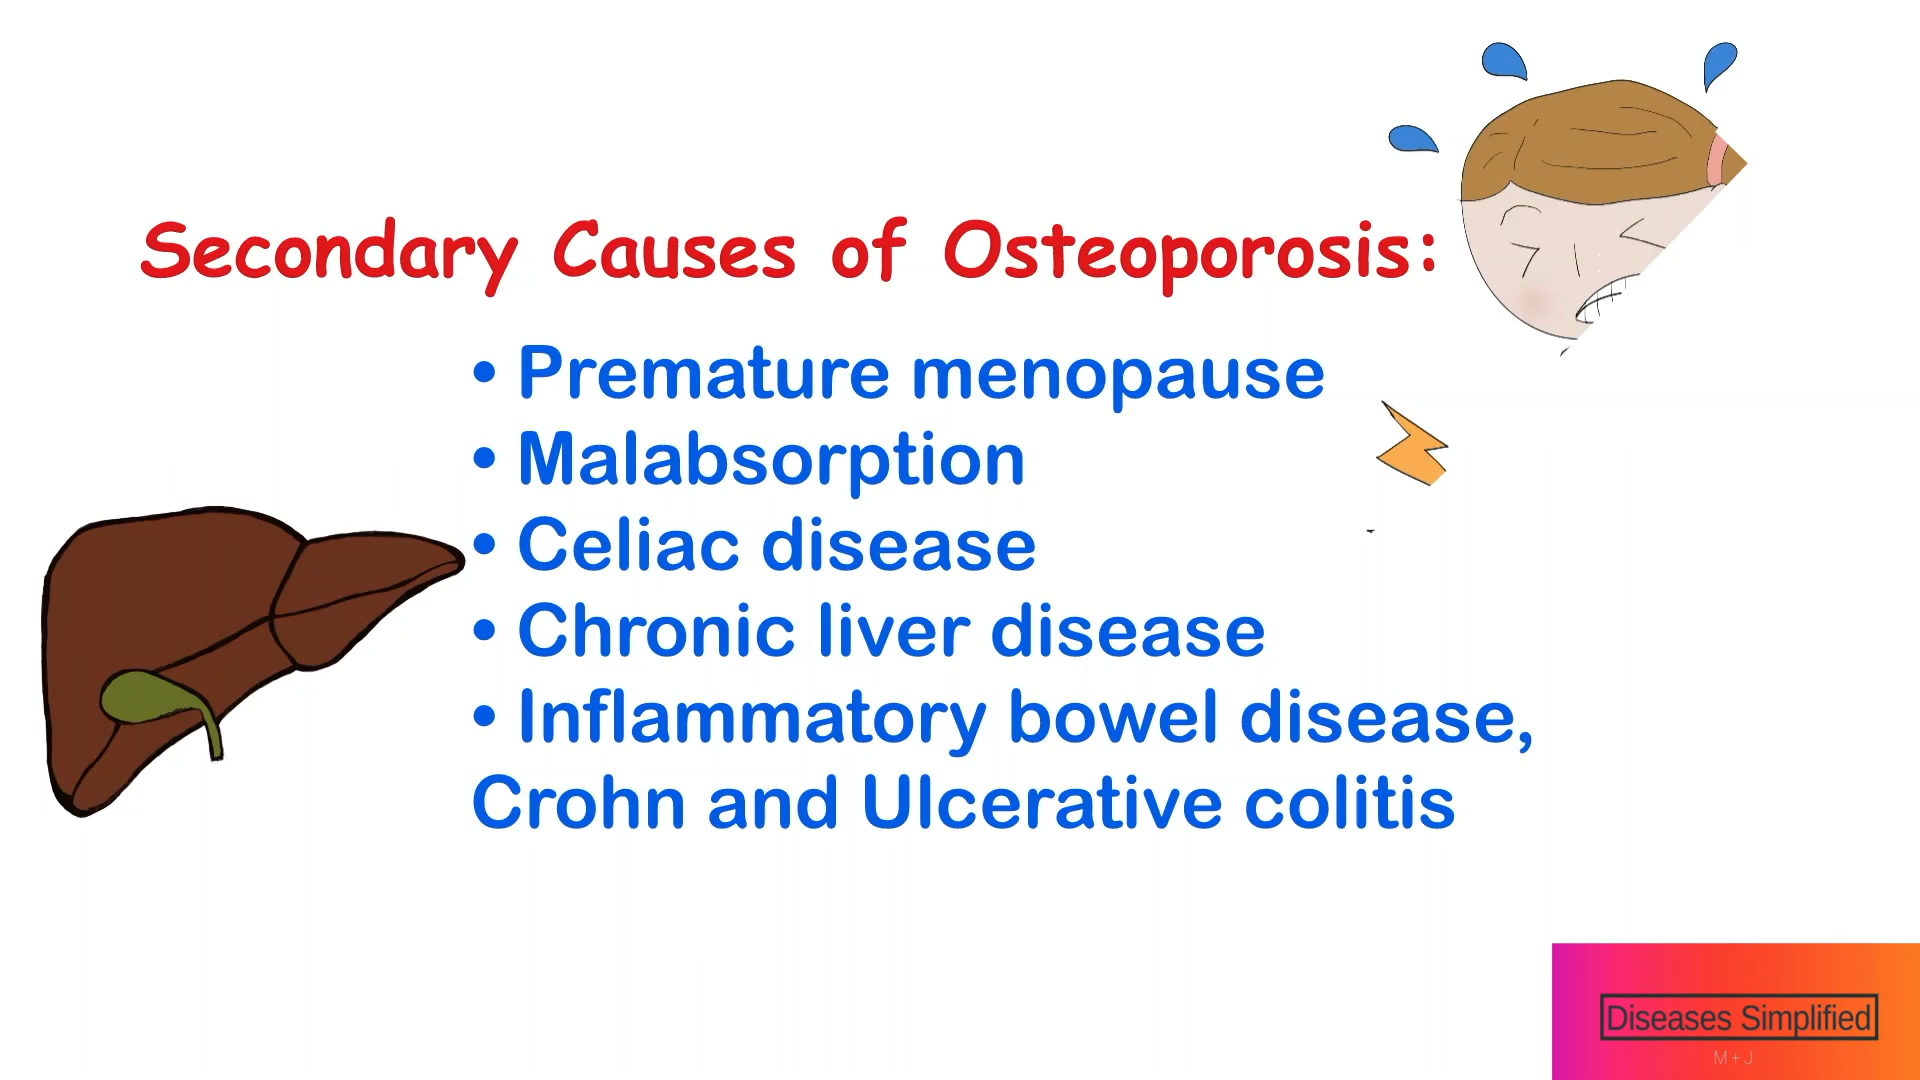 Secondary Causes of Osteoporosis:
• Premature menopause
• Malabsorption
• Celiac disease
• Chronic liver disease
• Inflammatory bowel disease,
Crohn and Ulcerative colitis
Diseases Simplified
M+J